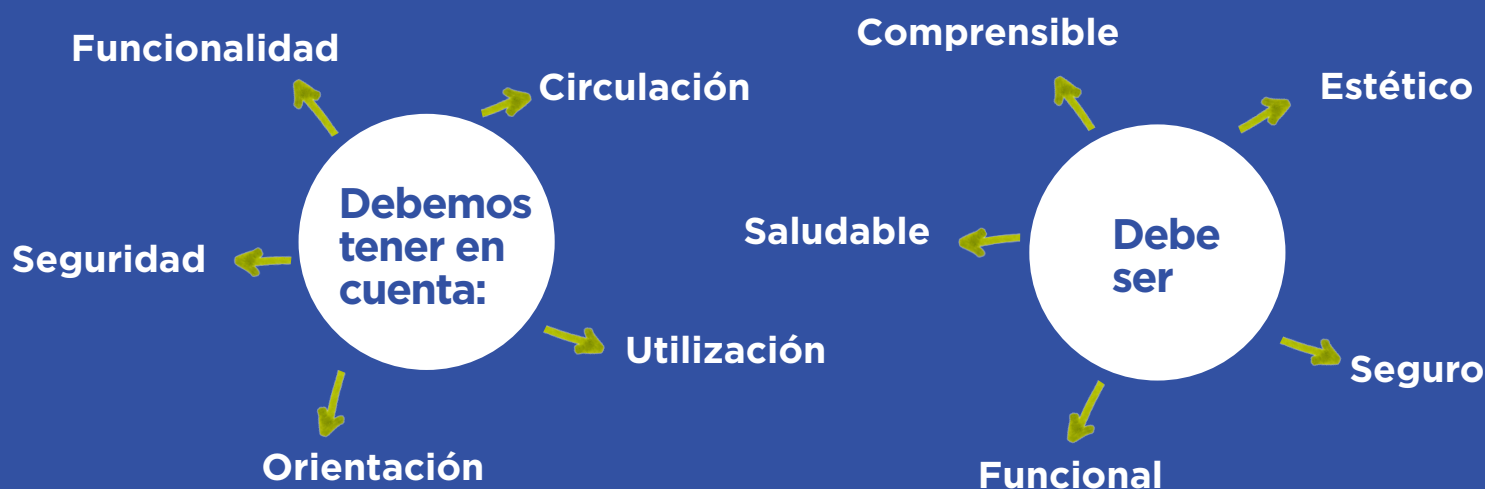 Funcionalidad
Circulación
Debemos
tener en
cuenta:
Seguridad
Utilización
Orientación
Comprensible
Estético
Saludable
Debe
ser
Seguro
Funcional